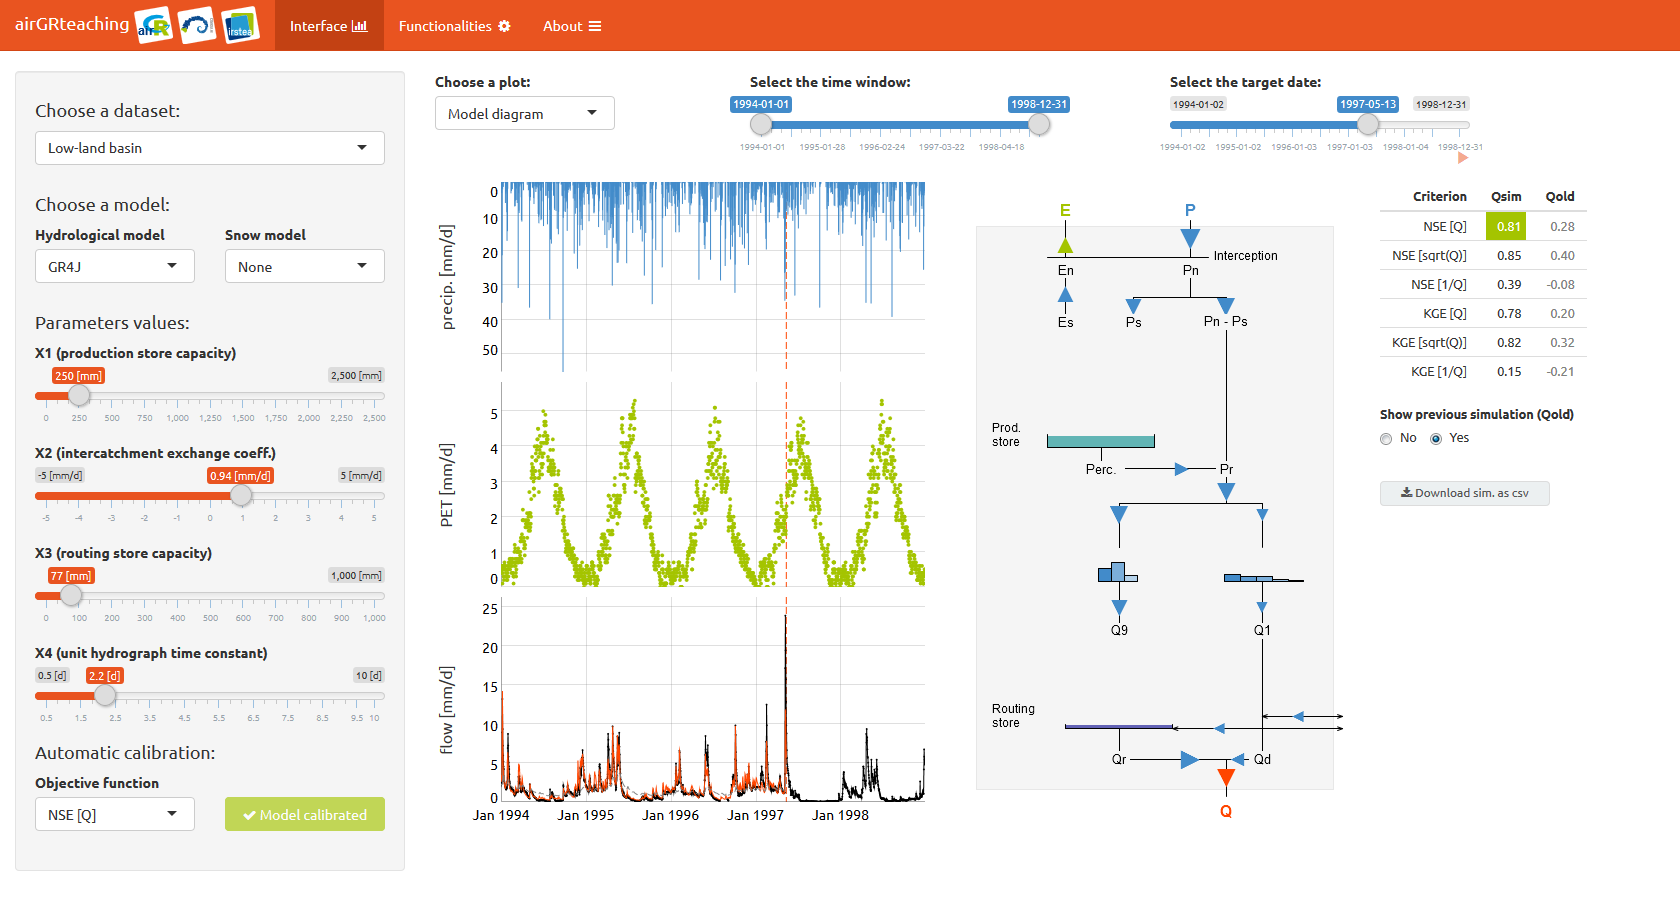 airGRteaching airGR irstea Interface Functionalities About
Choose a dataset:
Low-land basin
Choose a model:
Hydrological model Snow model
GR4J None
Parameters values:
X1 (production store capacity)
250 [mm] 2,500 [mm]
0 250 500 750 1,000 1,250 1,500 1,750 2,000 2,250 2,500
X2 (intercatchment exchange coeff.)
-5 [mm/d] 0.94 [mm/d] 5 [mm/d]
-5 -4 -3 -2 -1 0 1 2 3 4 5
X3 (routing store capacity)
77 [mm] 1,000 [mm]
0 100 200 300 400 500 600 700 800 900 1,000
X4 (unit hydrograph time constant)
0.5 [d] 2.2 [d] 10 [d]
0.5 1.5 2.5 3.5 4.5 5.5 6.5 7.5 8.5 9.5 10
Automatic calibration:
Objective function
NSE [Q] Model calibrated
Choose a plot:
Model diagram
Select the time window:
1994-01-01 1998-12-31
1994-01-01 1995-01-28 1996-02-24 1997-03-22 1998-04-18
Select the target date:
1994-01-02 1997-05-13 1998-12-31
1994-01-02 1995-01-02 1996-01-03 1997-01-03 1998-01-04 1998-12-31
precip. [mm/d]
0
10
20
30
40
50
PET [mm/d]
5
4
3
2
1
0
flow [mm/d]
25
20
15
10
5
0
Jan 1994 Jan 1995 Jan 1996 Jan 1997 Jan 1998
E P
Interception
En Pn
Es Ps Pn - Ps
Prod.
store
Perc. Pr
Q9 Q1
Routing
store
Qr Qd
Q
Criterion Qsim Qold
NSE [Q] 0.81 0.28
NSE [sqrt(Q)] 0.85 0.40
NSE [1/Q] 0.39 -0.08
KGE [Q] 0.78 0.20
KGE [sqrt(Q)] 0.82 0.32
KGE [1/Q] 0.15 -0.21
Show previous simulation (Qold)
No Yes
Download sim. as csv